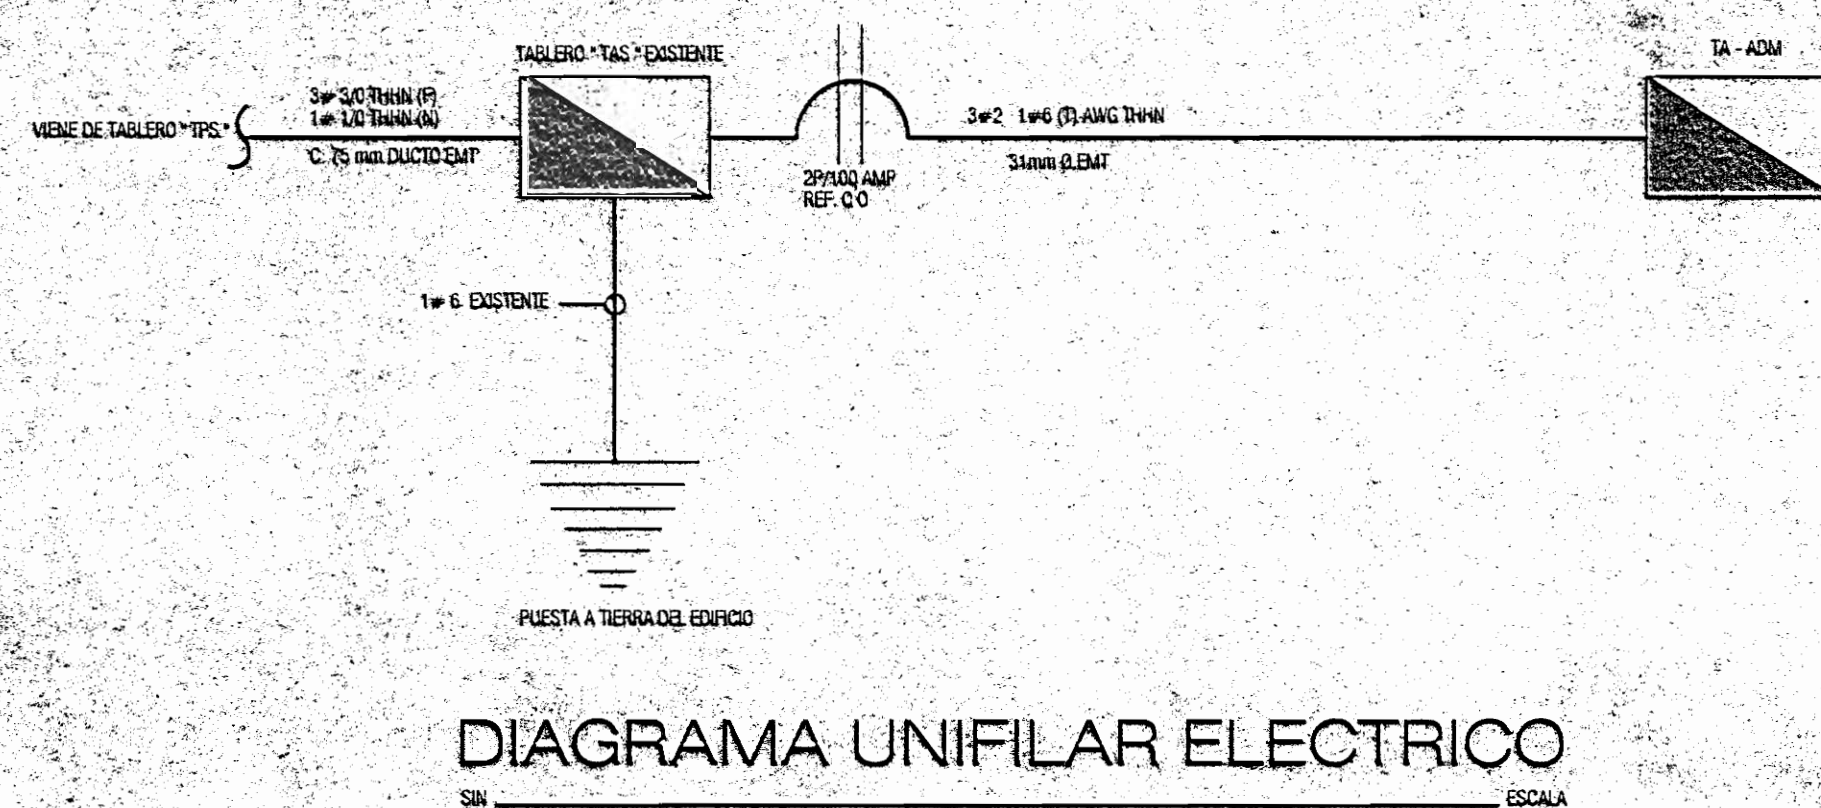 TABLERO "TAS" EXISTENTE
TA - ADM
3# 3/0 THHN (F)
1# 1/0 THHN (N)
VIENE DE TABLERO "TPS"
C. 75 mm DUCTO EMT
3#2 1#6 (T) AWG THHN
31mm Ø EMT
2P/100 AMP
REF. C O
1# 6 EXISTENTE
PUESTA A TIERRA DEL EDIFICIO
DIAGRAMA UNIFILAR ELECTRICO
SIN ESCALA